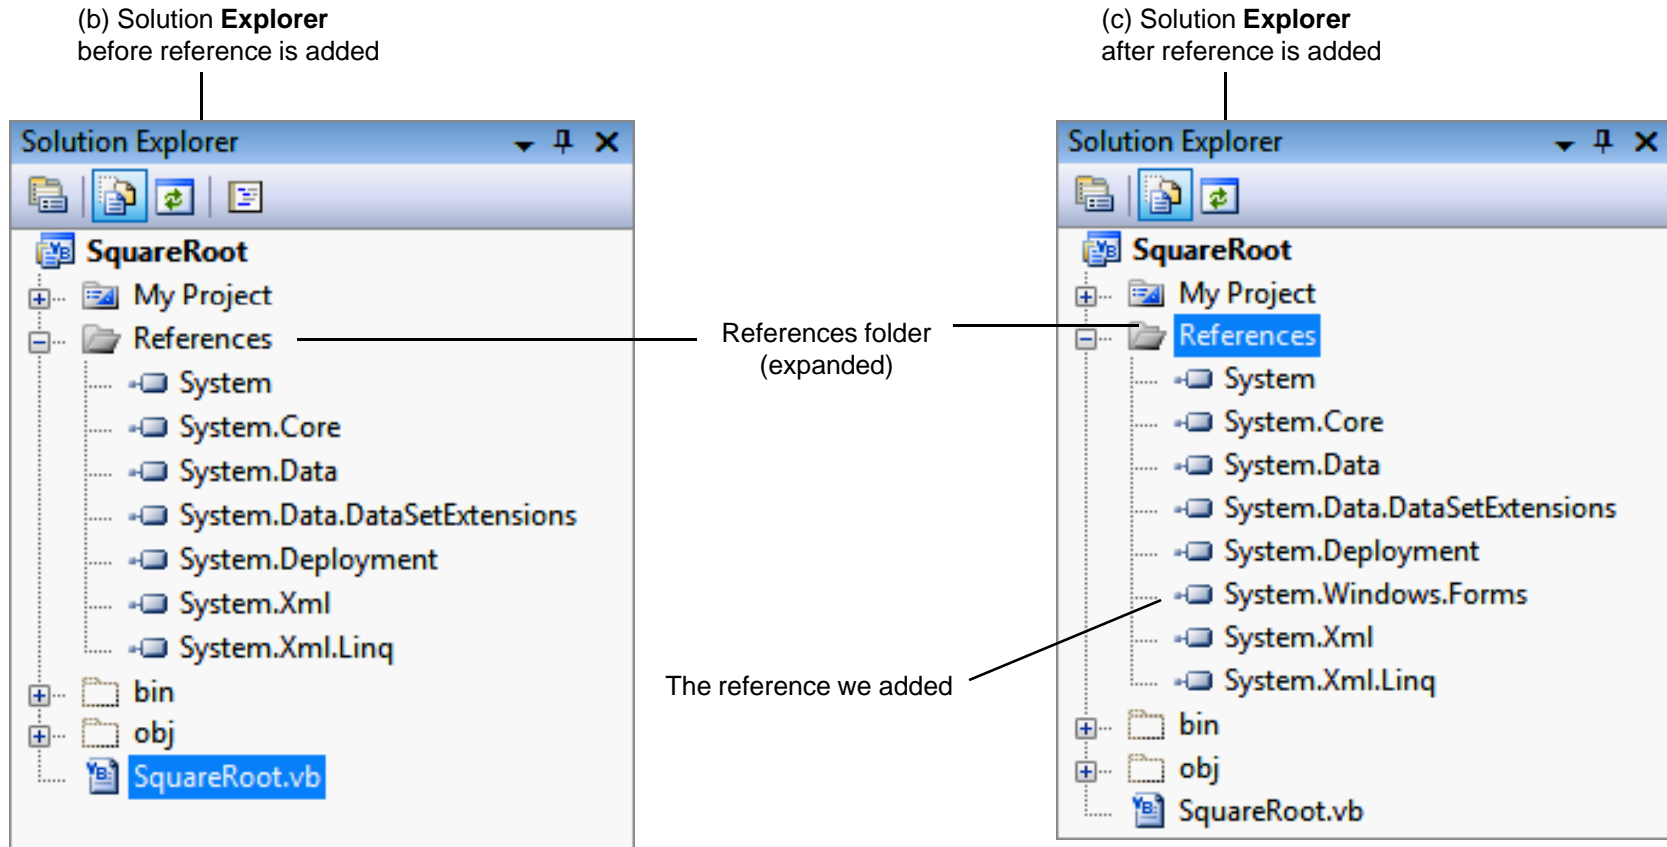 (b) Solution Explorer
before reference is added
Solution Explorer
SquareRoot
My Project
References
System
System.Core
System.Data
System.Data.DataSetExtensions
System.Deployment
System.Xml
System.Xml.Linq
bin
obj
SquareRoot.vb
References folder
(expanded)
The reference we added
(c) Solution Explorer
after reference is added
Solution Explorer
SquareRoot
My Project
References
System
System.Core
System.Data
System.Data.DataSetExtensions
System.Deployment
System.Windows.Forms
System.Xml
System.Xml.Linq
bin
obj
SquareRoot.vb